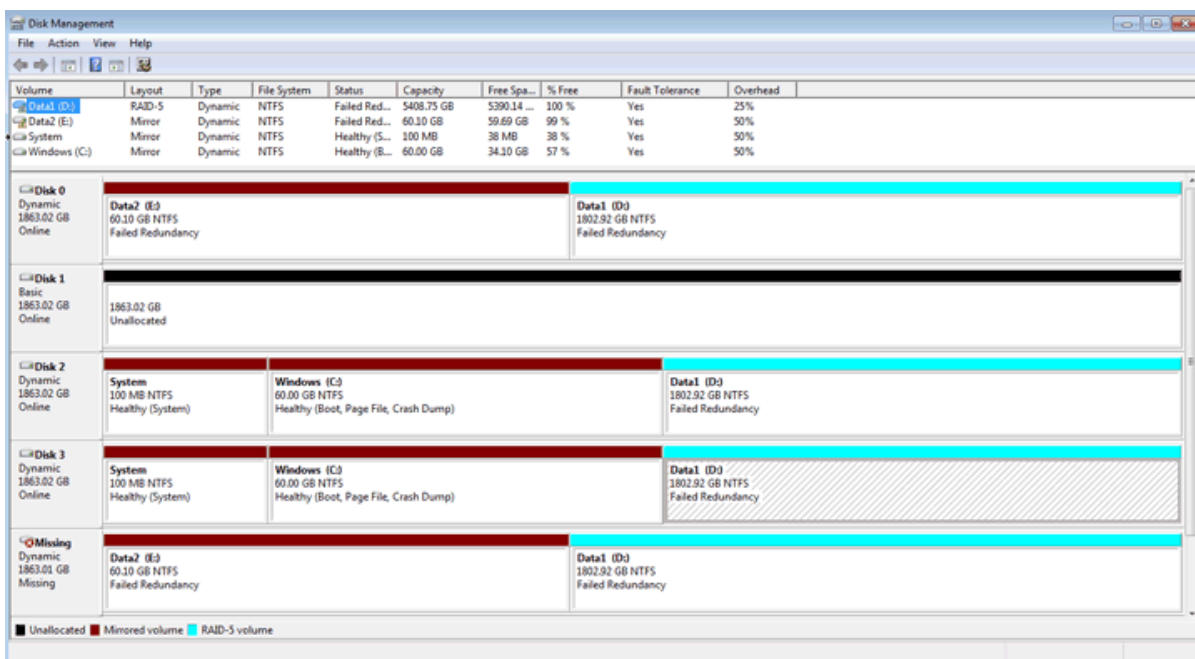 Disk Management
File Action View Help
Volume Layout Type File System Status Capacity Free Spa... % Free Fault Tolerance Overhead
Data1 (D:) RAID-5 Dynamic NTFS Failed Red... 5408.75 GB 5390.14 ... 100 % Yes 25%
Data2 (E:) Mirror Dynamic NTFS Failed Red... 60.10 GB 59.69 GB 99 % Yes 50%
System Mirror Dynamic NTFS Healthy (S... 100 MB 38 MB 38 % Yes 50%
Windows (C:) Mirror Dynamic NTFS Healthy (B... 60.00 GB 34.10 GB 57 % Yes 50%
Disk 0
Dynamic
1863.02 GB
Online
Data2 (E:)
60.10 GB NTFS
Failed Redundancy
Data1 (D:)
1802.92 GB NTFS
Failed Redundancy
Disk 1
Basic
1863.02 GB
Online
1863.02 GB
Unallocated
Disk 2
Dynamic
1863.02 GB
Online
System
100 MB NTFS
Healthy (System)
Windows (C:)
60.00 GB NTFS
Healthy (Boot, Page File, Crash Dump)
Data1 (D:)
1802.92 GB NTFS
Failed Redundancy
Disk 3
Dynamic
1863.02 GB
Online
System
100 MB NTFS
Healthy (System)
Windows (C:)
60.00 GB NTFS
Healthy (Boot, Page File, Crash Dump)
Data1 (D:)
1802.92 GB NTFS
Failed Redundancy
Missing
Dynamic
1863.01 GB
Missing
Data2 (E:)
60.10 GB NTFS
Failed Redundancy
Data1 (D:)
1802.92 GB NTFS
Failed Redundancy
Unallocated Mirrored volume RAID-5 volume